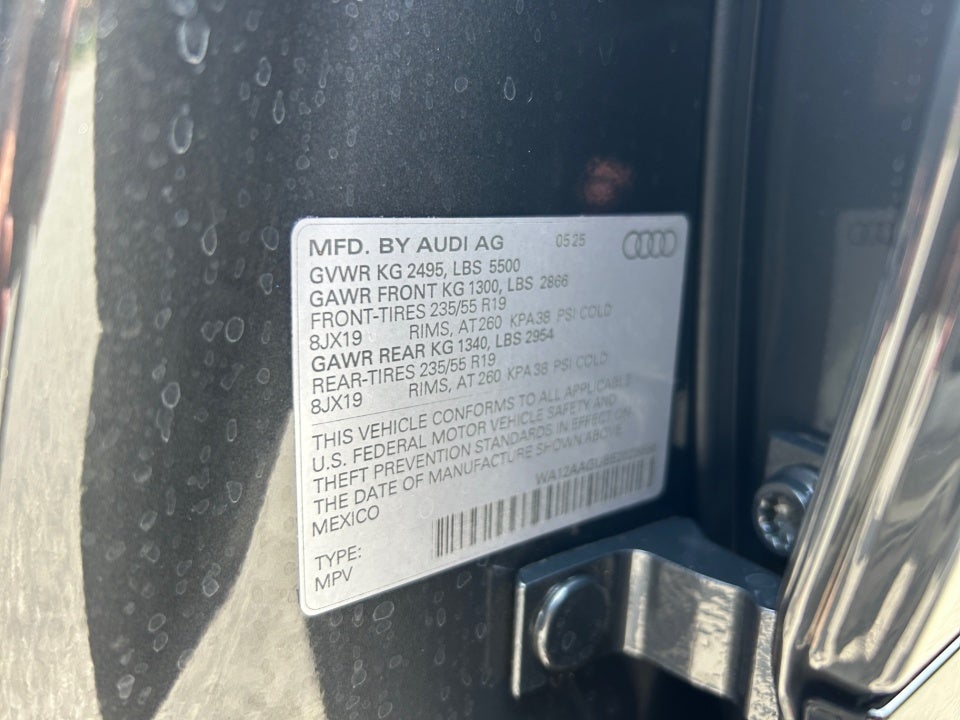 MFD. BY AUDI AG 05 25
GVWR KG 2495, LBS 5500
GAWR FRONT KG 1300, LBS 2866
FRONT-TIRES 235/55 R19
8JX19 RIMS, AT 260 KPA 38 PSI COLD
GAWR REAR KG 1340, LBS 2954
REAR-TIRES 235/55 R19
8JX19 RIMS, AT 260 KPA 38 PSI COLD
THIS VEHICLE CONFORMS TO ALL APPLICABLE
U.S. FEDERAL MOTOR VEHICLE SAFETY AND
THEFT PREVENTION STANDARDS IN EFFECT ON
THE DATE OF MANUFACTURE SHOWN ABOVE
MEXICO
TYPE:
MPV